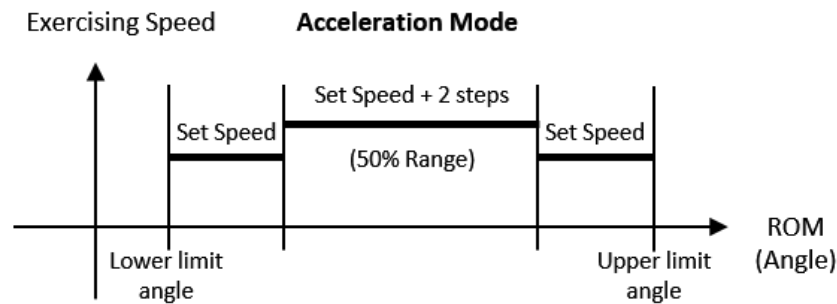 Exercising Speed
Acceleration Mode
Set Speed + 2 steps
Set Speed
(50% Range)
Set Speed
ROM
(Angle)
Lower limit
angle
Upper limit
angle